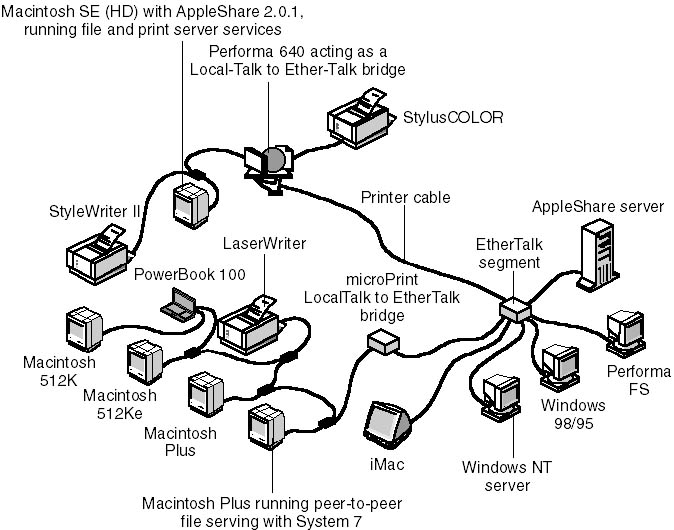 Macintosh SE (HD) with AppleShare 2.0.1,
running file and print server services
Performa 640 acting as a
Local-Talk to Ether-Talk bridge
StylusCOLOR
Printer cable
AppleShare server
StyleWriter II
LaserWriter
EtherTalk
segment
PowerBook 100
microPrint
LocalTalk to EtherTalk
bridge
Macintosh
512K
Macintosh
512Ke
Macintosh
Plus
iMac
Performa
FS
Windows
98/95
Windows NT
server
Macintosh Plus running peer-to-peer
file serving with System 7